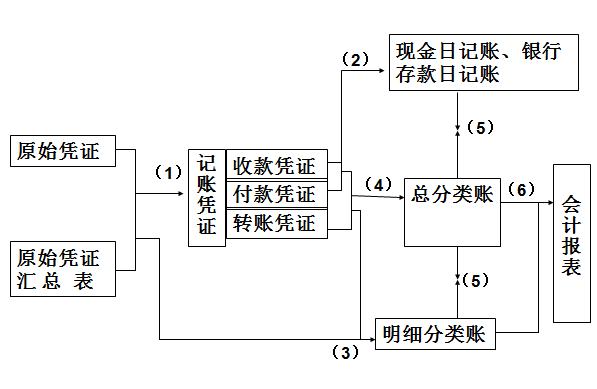 （2）
现金日记账、银行
存款日记账
（5）
原始凭证
（1）
记账凭证
收款凭证
付款凭证
转账凭证
（4）
总分类账
（6）
会计报表
原始凭证
汇总 表
（5）
明细分类账
（3）